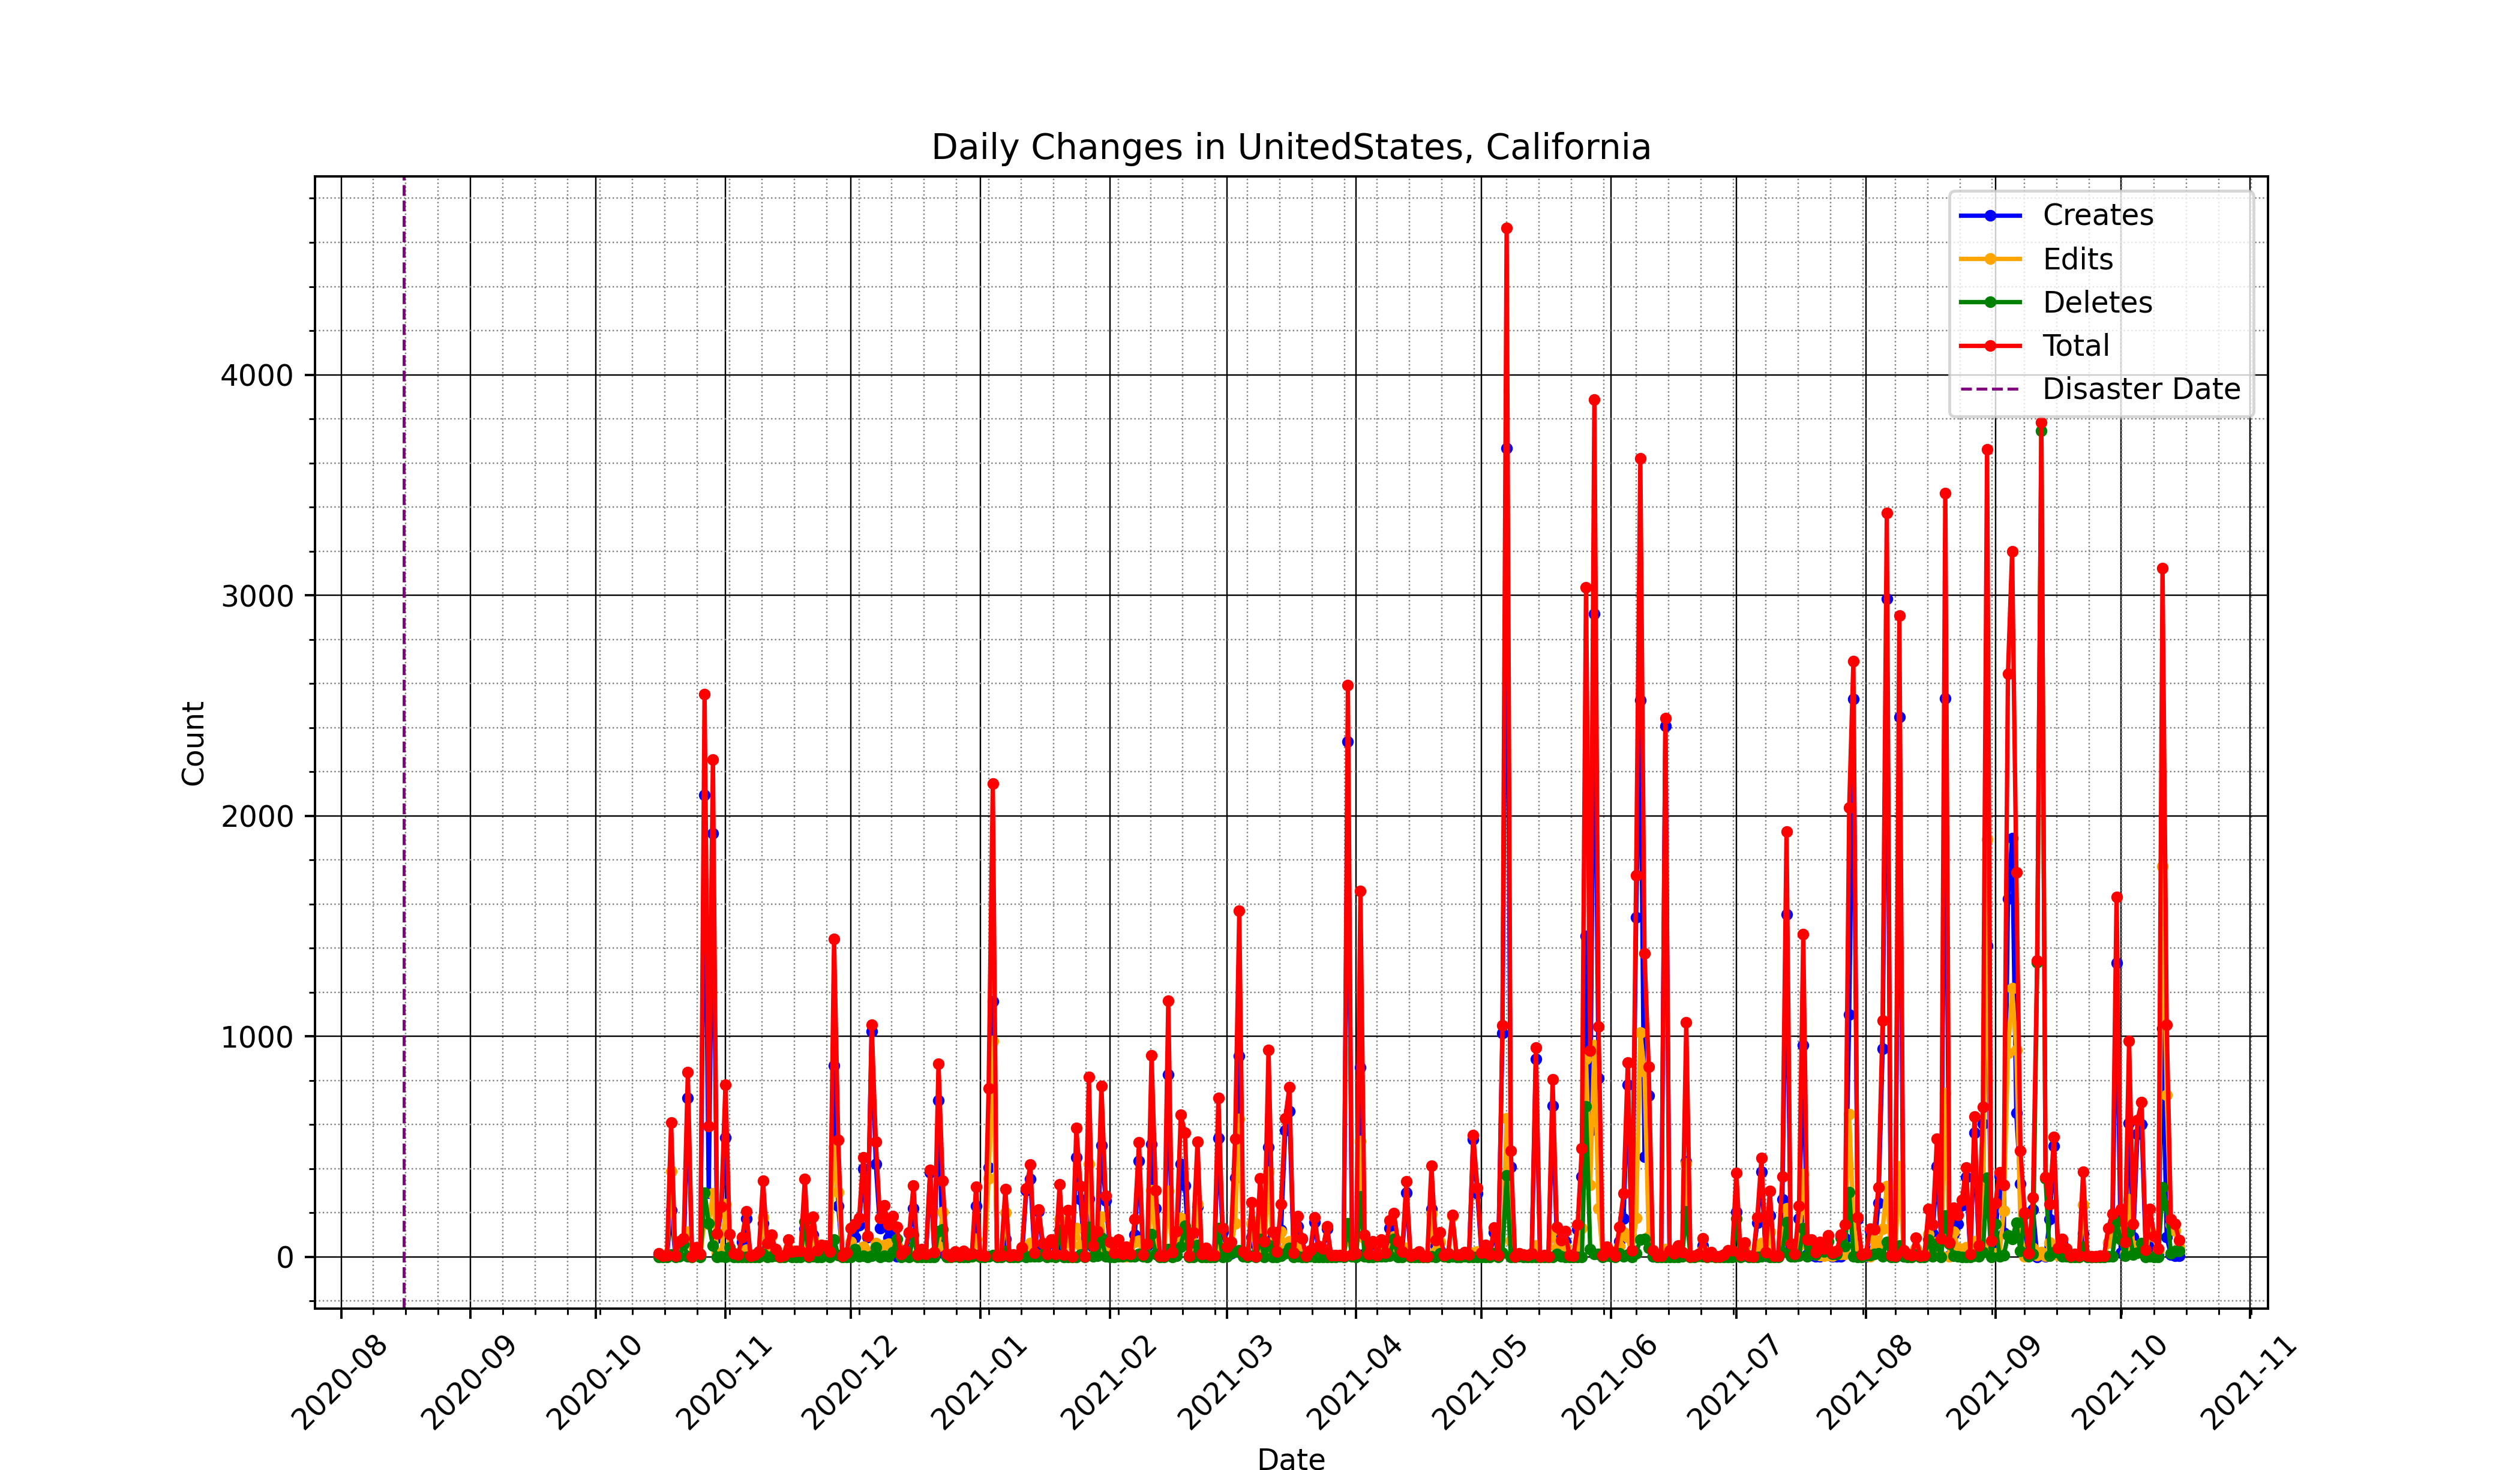 Daily Changes in UnitedStates, California
Creates
Edits
Deletes
Total
Disaster Date
Count
4000
3000
2000
1000
0
2020-08
2020-09
2020-10
2020-11
2020-12
2021-01
2021-02
2021-03
2021-04
2021-05
2021-06
2021-07
2021-08
2021-09
2021-10
2021-11
Date